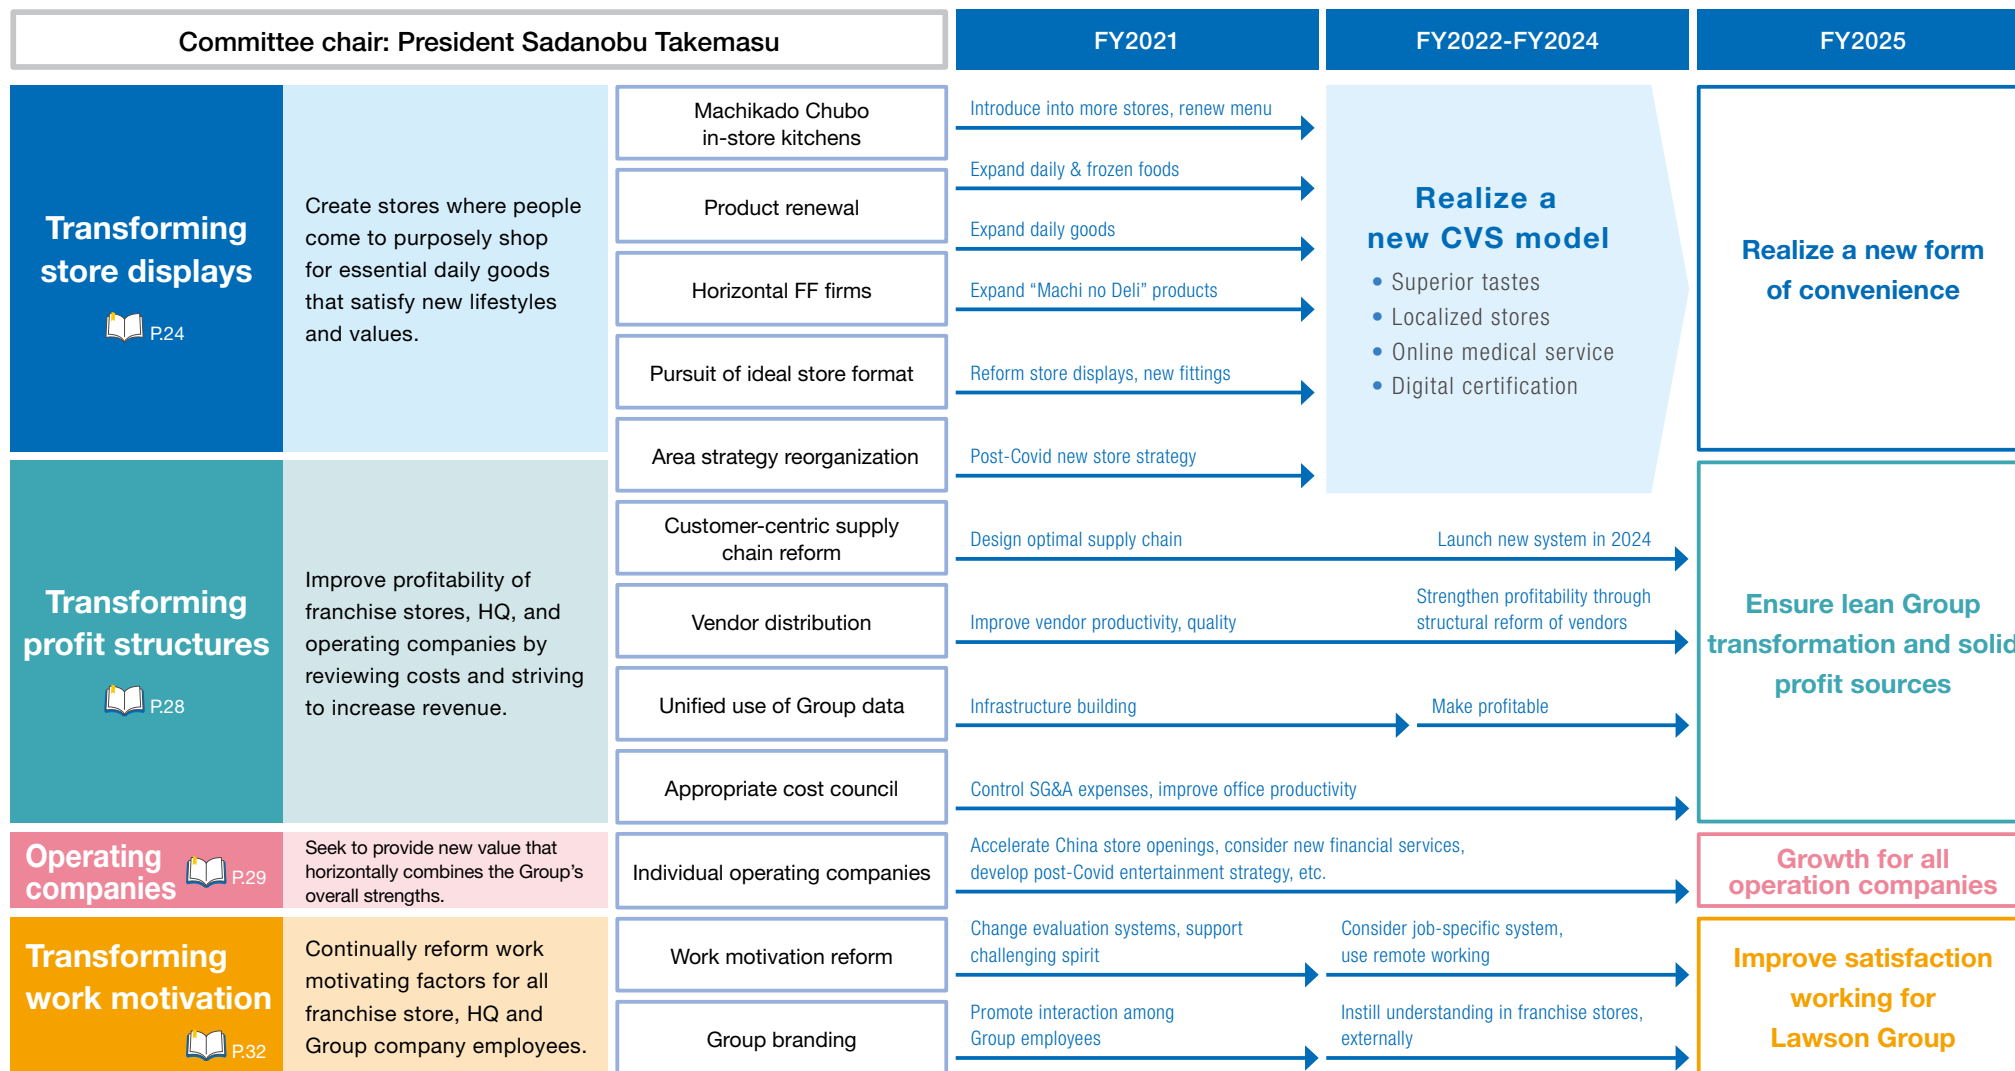 Committee chair: President Sadanobu Takemasu
FY2021
FY2022-FY2024
FY2025
Transforming
store displays
P.24
Create stores where people
come to purposely shop
for essential daily goods
that satisfy new lifestyles
and values.
Machikado Chubo
in-store kitchens
Introduce into more stores, renew menu
Product renewal
Expand daily & frozen foods
Expand daily goods
Horizontal FF firms
Expand “Machi no Deli” products
Pursuit of ideal store format
Reform store displays, new fittings
Area strategy reorganization
Post-Covid new store strategy
Realize a
new CVS model
• Superior tastes
• Localized stores
• Online medical service
• Digital certification
Realize a new form
of convenience
Transforming
profit structures
P.28
Improve profitability of
franchise stores, HQ, and
operating companies by
reviewing costs and striving
to increase revenue.
Customer-centric supply
chain reform
Design optimal supply chain
Launch new system in 2024
Vendor distribution
Improve vendor productivity, quality
Strengthen profitability through
structural reform of vendors
Unified use of Group data
Infrastructure building
Make profitable
Appropriate cost council
Control SG&A expenses, improve office productivity
Ensure lean Group
transformation and solid
profit sources
Operating
companies
P.29
Seek to provide new value that
horizontally combines the Group’s
overall strengths.
Individual operating companies
Accelerate China store openings, consider new financial services,
develop post-Covid entertainment strategy, etc.
Growth for all
operation companies
Transforming
work motivation
P.32
Continually reform work
motivating factors for all
franchise store, HQ and
Group company employees.
Work motivation reform
Change evaluation systems, support
challenging spirit
Consider job-specific system,
use remote working
Group branding
Promote interaction among
Group employees
Instill understanding in franchise stores,
externally
Improve satisfaction
working for
Lawson Group